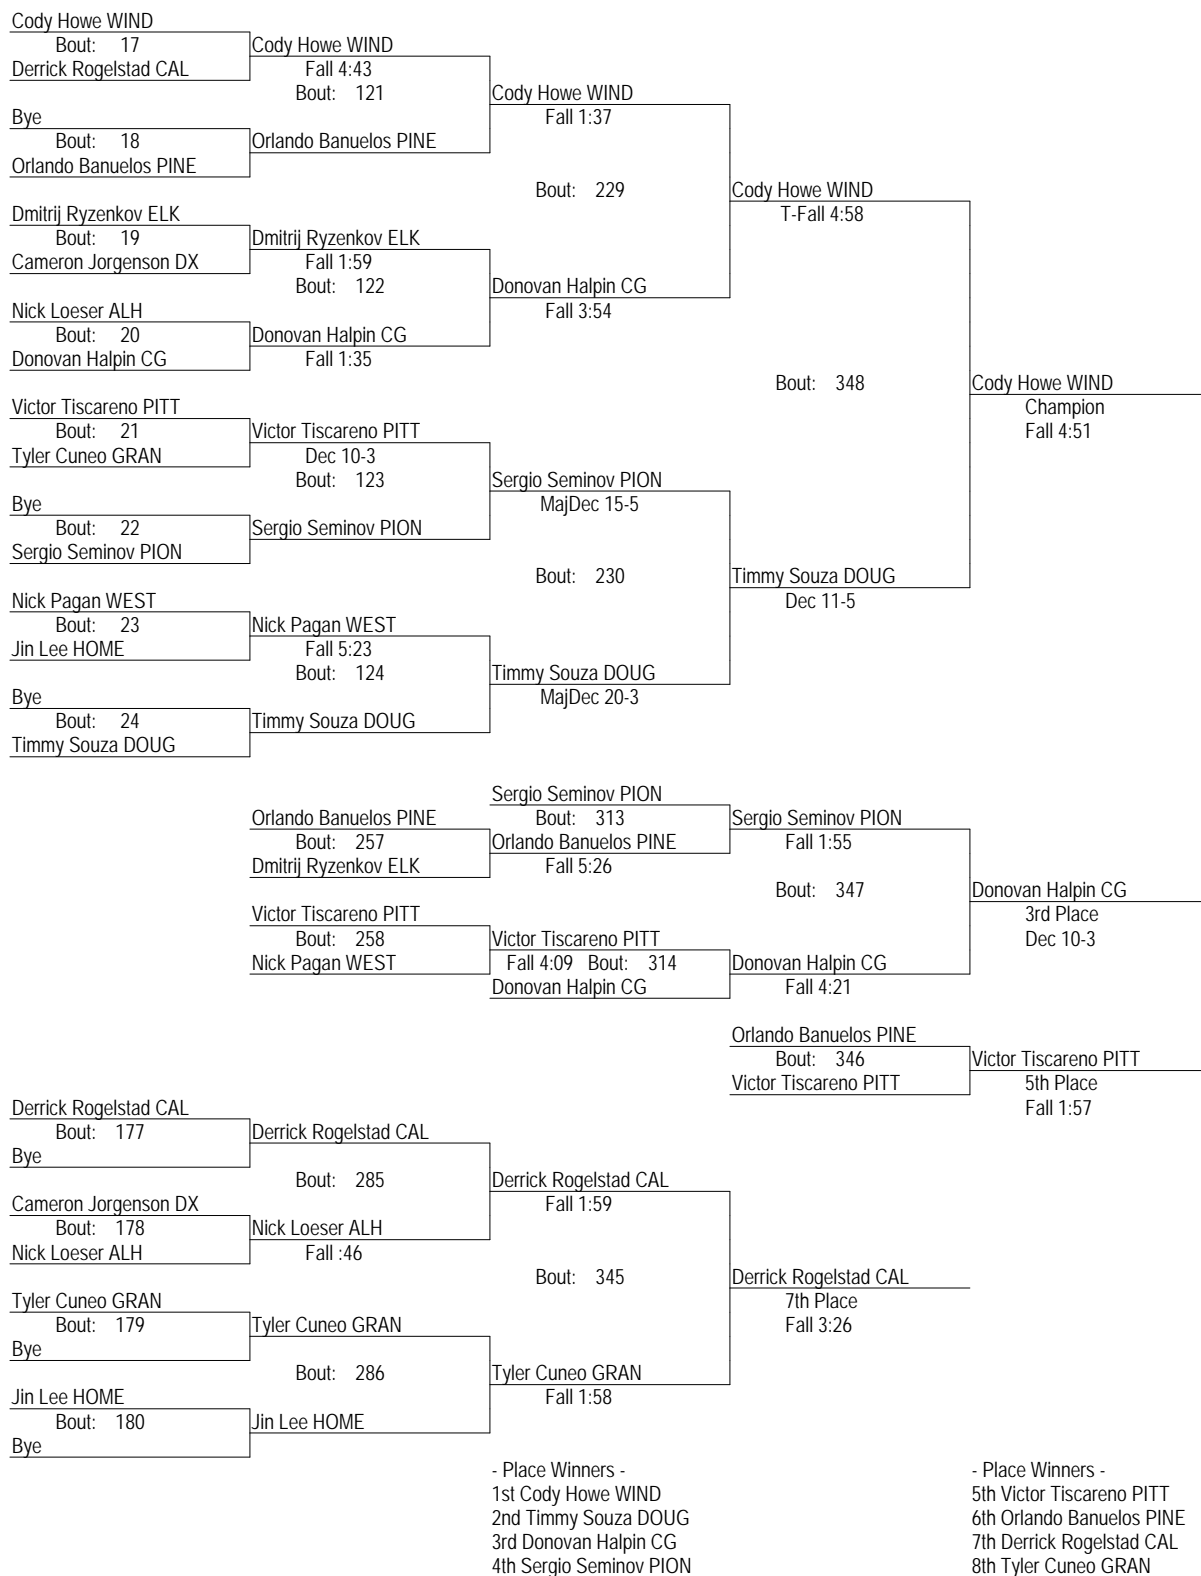 Cody Howe WIND
Bout: 17
Derrick Rogelstad CAL
Cody Howe WIND
Fall 4:43
Bout: 121
Bye
Bout: 18
Orlando Banuelos PINE
Orlando Banuelos PINE
Cody Howe WIND
Fall 1:37
Bout: 229
Dmitrij Ryzenkov ELK
Bout: 19
Cameron Jorgenson DX
Dmitrij Ryzenkov ELK
Fall 1:59
Bout: 122
Nick Loeser ALH
Bout: 20
Donovan Halpin CG
Donovan Halpin CG
Fall 1:35
Donovan Halpin CG
Fall 3:54
Cody Howe WIND
T-Fall 4:58
Bout: 348
Cody Howe WIND
Champion
Fall 4:51
Victor Tiscareno PITT
Bout: 21
Tyler Cuneo GRAN
Victor Tiscareno PITT
Dec 10-3
Bout: 123
Bye
Bout: 22
Sergio Seminov PION
Sergio Seminov PION
Sergio Seminov PION
MajDec 15-5
Bout: 230
Nick Pagan WEST
Bout: 23
Jin Lee HOME
Nick Pagan WEST
Fall 5:23
Bout: 124
Bye
Bout: 24
Timmy Souza DOUG
Timmy Souza DOUG
Timmy Souza DOUG
MajDec 20-3
Timmy Souza DOUG
Dec 11-5
Orlando Banuelos PINE
Bout: 257
Dmitrij Ryzenkov ELK
Sergio Seminov PION
Bout: 313
Orlando Banuelos PINE
Fall 5:26
Sergio Seminov PION
Fall 1:55
Bout: 347
Victor Tiscareno PITT
Bout: 258
Nick Pagan WEST
Victor Tiscareno PITT
Fall 4:09 Bout: 314
Donovan Halpin CG
Donovan Halpin CG
Fall 4:21
Donovan Halpin CG
3rd Place
Dec 10-3
Orlando Banuelos PINE
Bout: 346
Victor Tiscareno PITT
Victor Tiscareno PITT
5th Place
Fall 1:57
Derrick Rogelstad CAL
Bout: 177
Bye
Derrick Rogelstad CAL
Bout: 285
Cameron Jorgenson DX
Bout: 178
Nick Loeser ALH
Nick Loeser ALH
Fall :46
Derrick Rogelstad CAL
Fall 1:59
Bout: 345
Tyler Cuneo GRAN
Bout: 179
Bye
Tyler Cuneo GRAN
Bout: 286
Jin Lee HOME
Bout: 180
Bye
Jin Lee HOME
Tyler Cuneo GRAN
Fall 1:58
Derrick Rogelstad CAL
7th Place
Fall 3:26
- Place Winners -
1st Cody Howe WIND
2nd Timmy Souza DOUG
3rd Donovan Halpin CG
4th Sergio Seminov PION
- Place Winners -
5th Victor Tiscareno PITT
6th Orlando Banuelos PINE
7th Derrick Rogelstad CAL
8th Tyler Cuneo GRAN